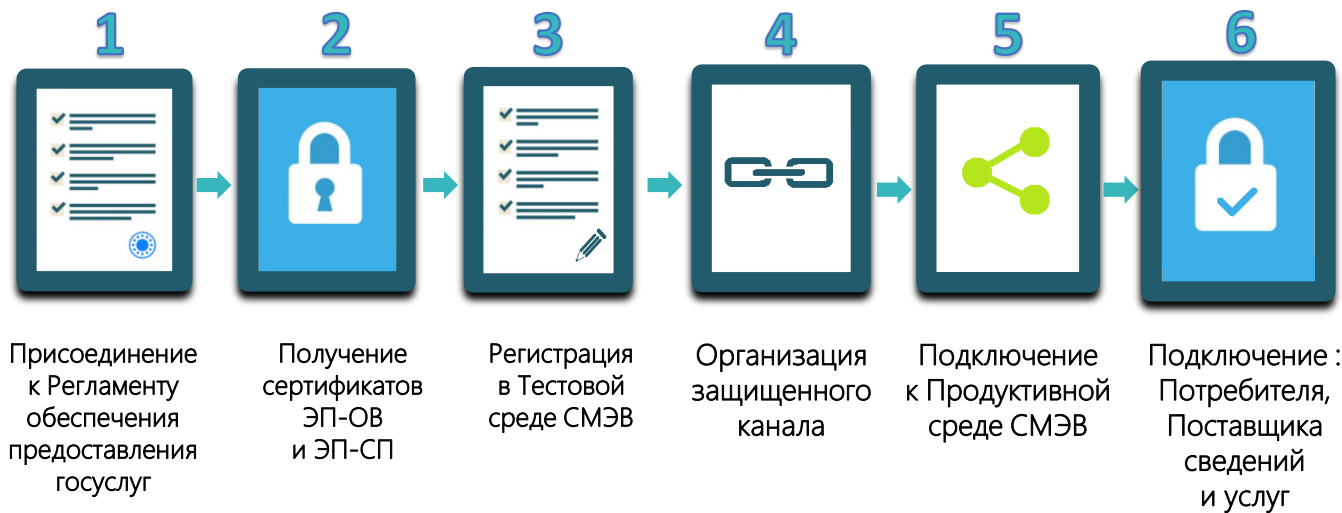 1
Присоединение
к Регламенту
обеспечения
предоставления
госуслуг
2
Получение
сертификатов
ЭП-ОВ
и ЭП-СП
3
Регистрация
в Тестовой
среде СМЭВ
4
Организация
защищенного
канала
5
Подключение
к Продуктивной
среде СМЭВ
6
Подключение :
Потребителя,
Поставщика
сведений
и услуг